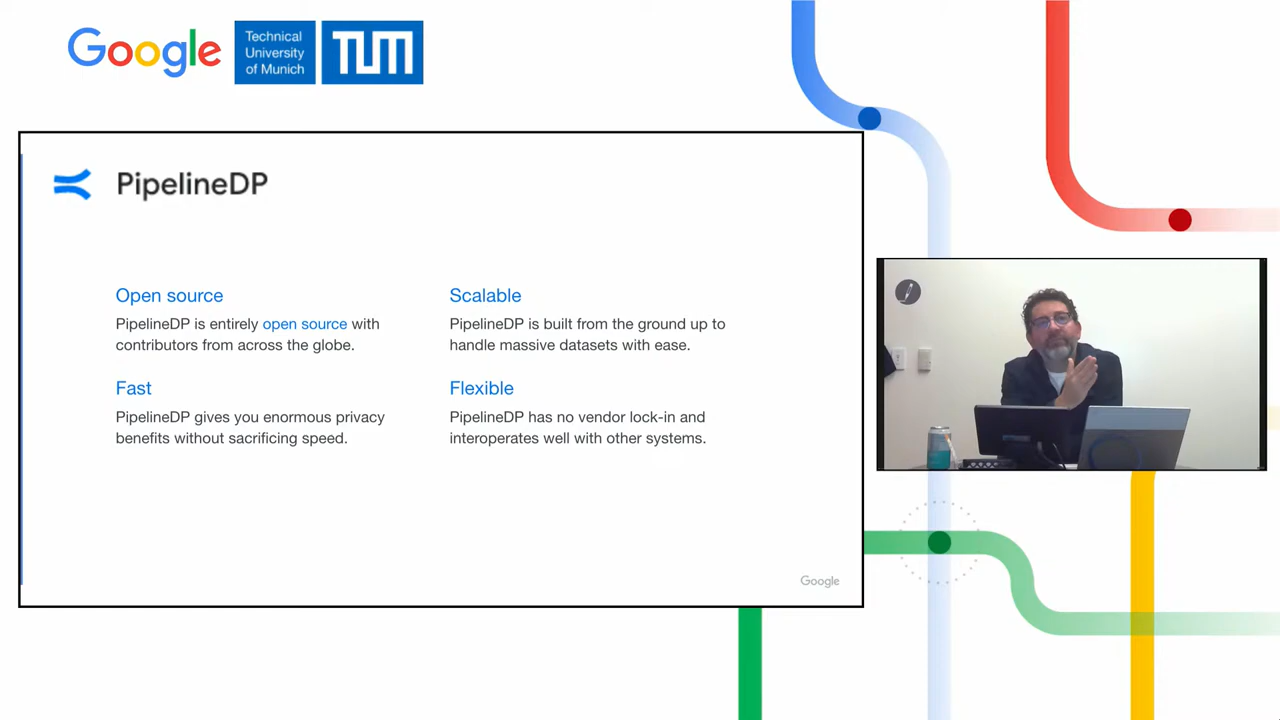 Google
Technical
University
of Munich
TUM
PipelineDP
Open source
PipelineDP is entirely open source with
contributors from across the globe.
Scalable
PipelineDP is built from the ground up to
handle massive datasets with ease.
Fast
PipelineDP gives you enormous privacy
benefits without sacrificing speed.
Flexible
PipelineDP has no vendor lock-in and
interoperates well with other systems.
Google